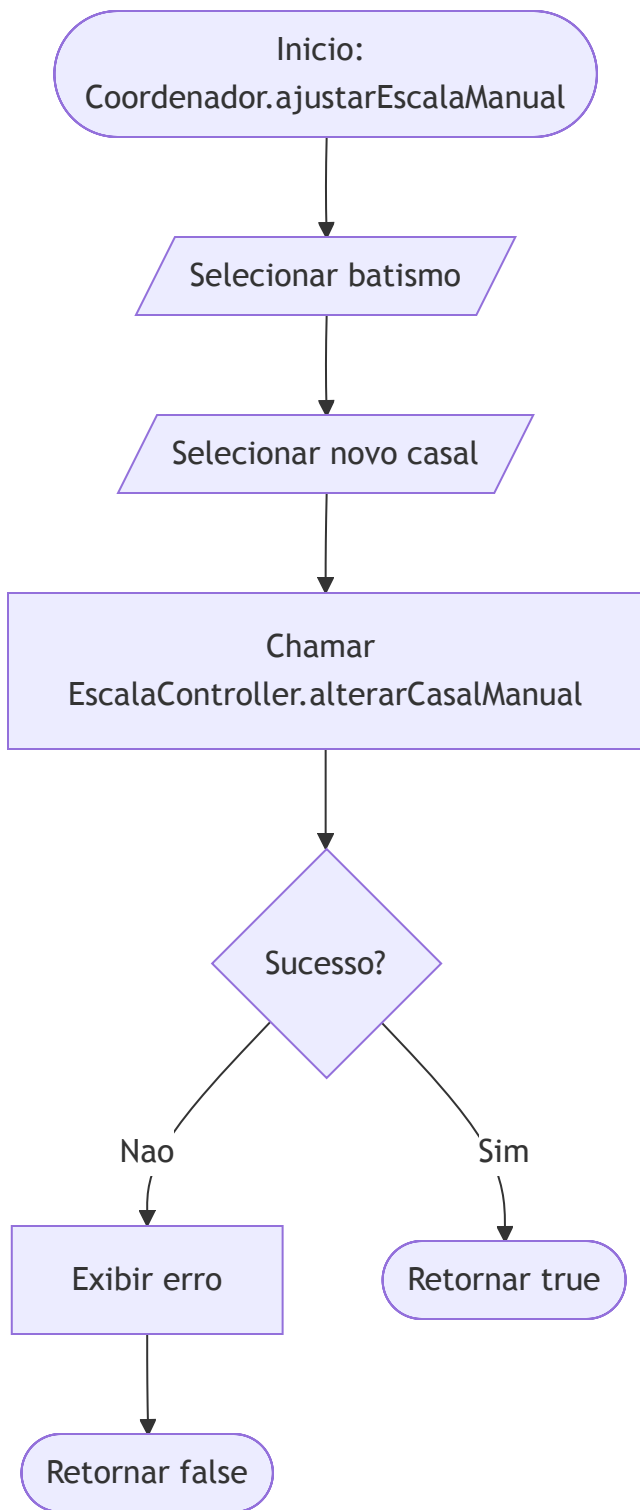 Inicio:
Coordenador.ajustarEscalaManual
Selecionar batismo
Selecionar novo casal
Chamar
EscalaController.alterarCasalManual
Sucesso?
Nao
Sim
Exibir erro
Retornar true
Retornar false